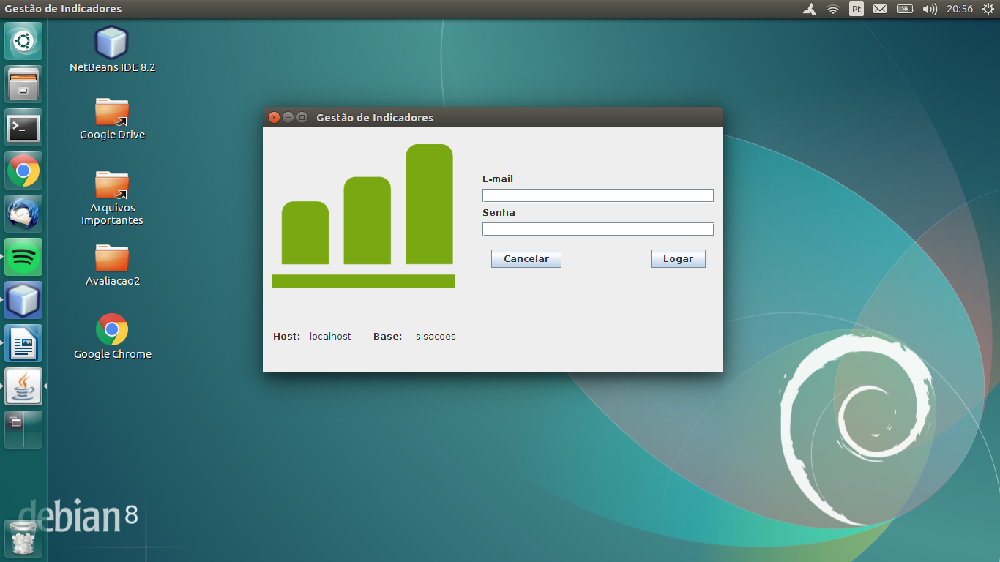 Gestão de Indicadores
Pt
20:56
NetBeans IDE 8.2
Google Drive
Arquivos
Importantes
Avaliacao2
Google Chrome
Gestão de Indicadores
E-mail
Senha
Cancelar
Logar
Host: localhost Base: sisacoes
debian 8